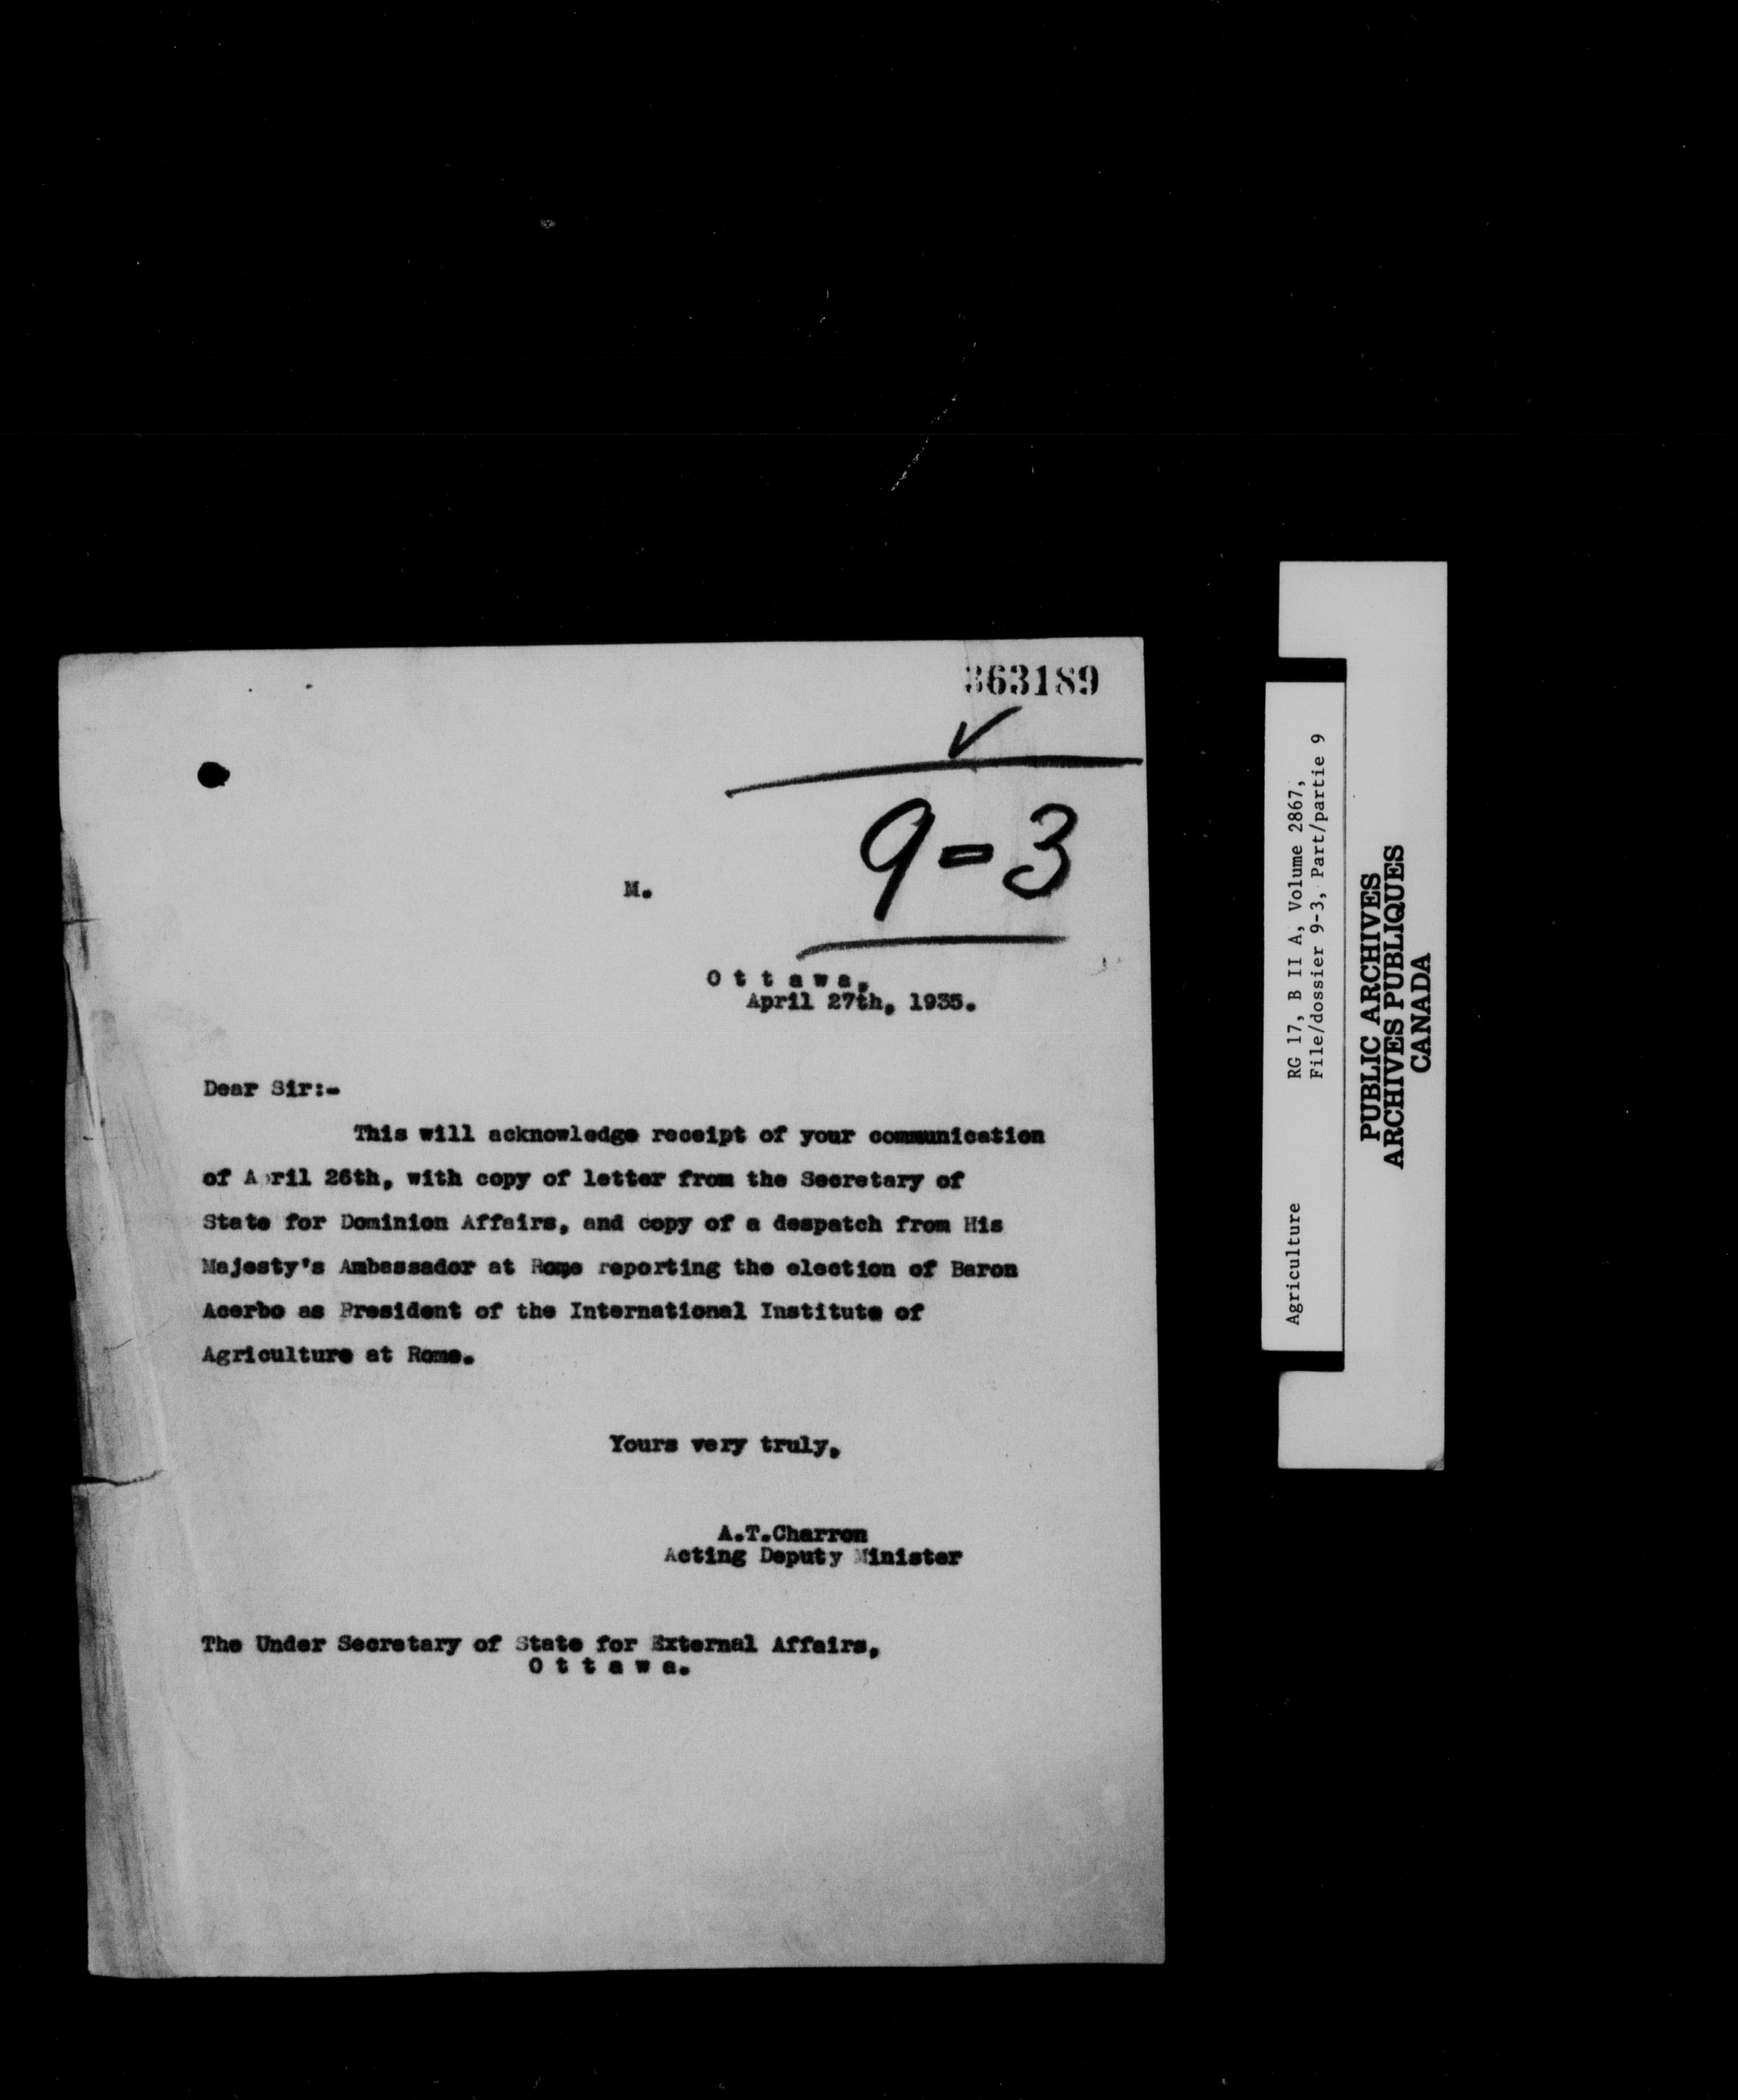 363189
9-3
M.
Ottawa,
April 27th, 1935.
Dear Sir:-
This will acknowledge receipt of your communication
of April 26th, with copy of letter from the Secretary of
State for Dominion Affairs, and copy of a despatch from His
Majesty's Ambassador at Rome reporting the election of Baron
Acerbo as President of the International Institute of
Agriculture at Rome.
Yours very truly,
A.T.Charron
Acting Deputy Minister
The Under Secretary of State for External Affairs,
Ottawa.
Agriculture RG 17, B II A, Volume 2867,
File/dossier 9-3, Part/partie 9
PUBLIC ARCHIVES
ARCHIVES PUBLIQUES
CANADA